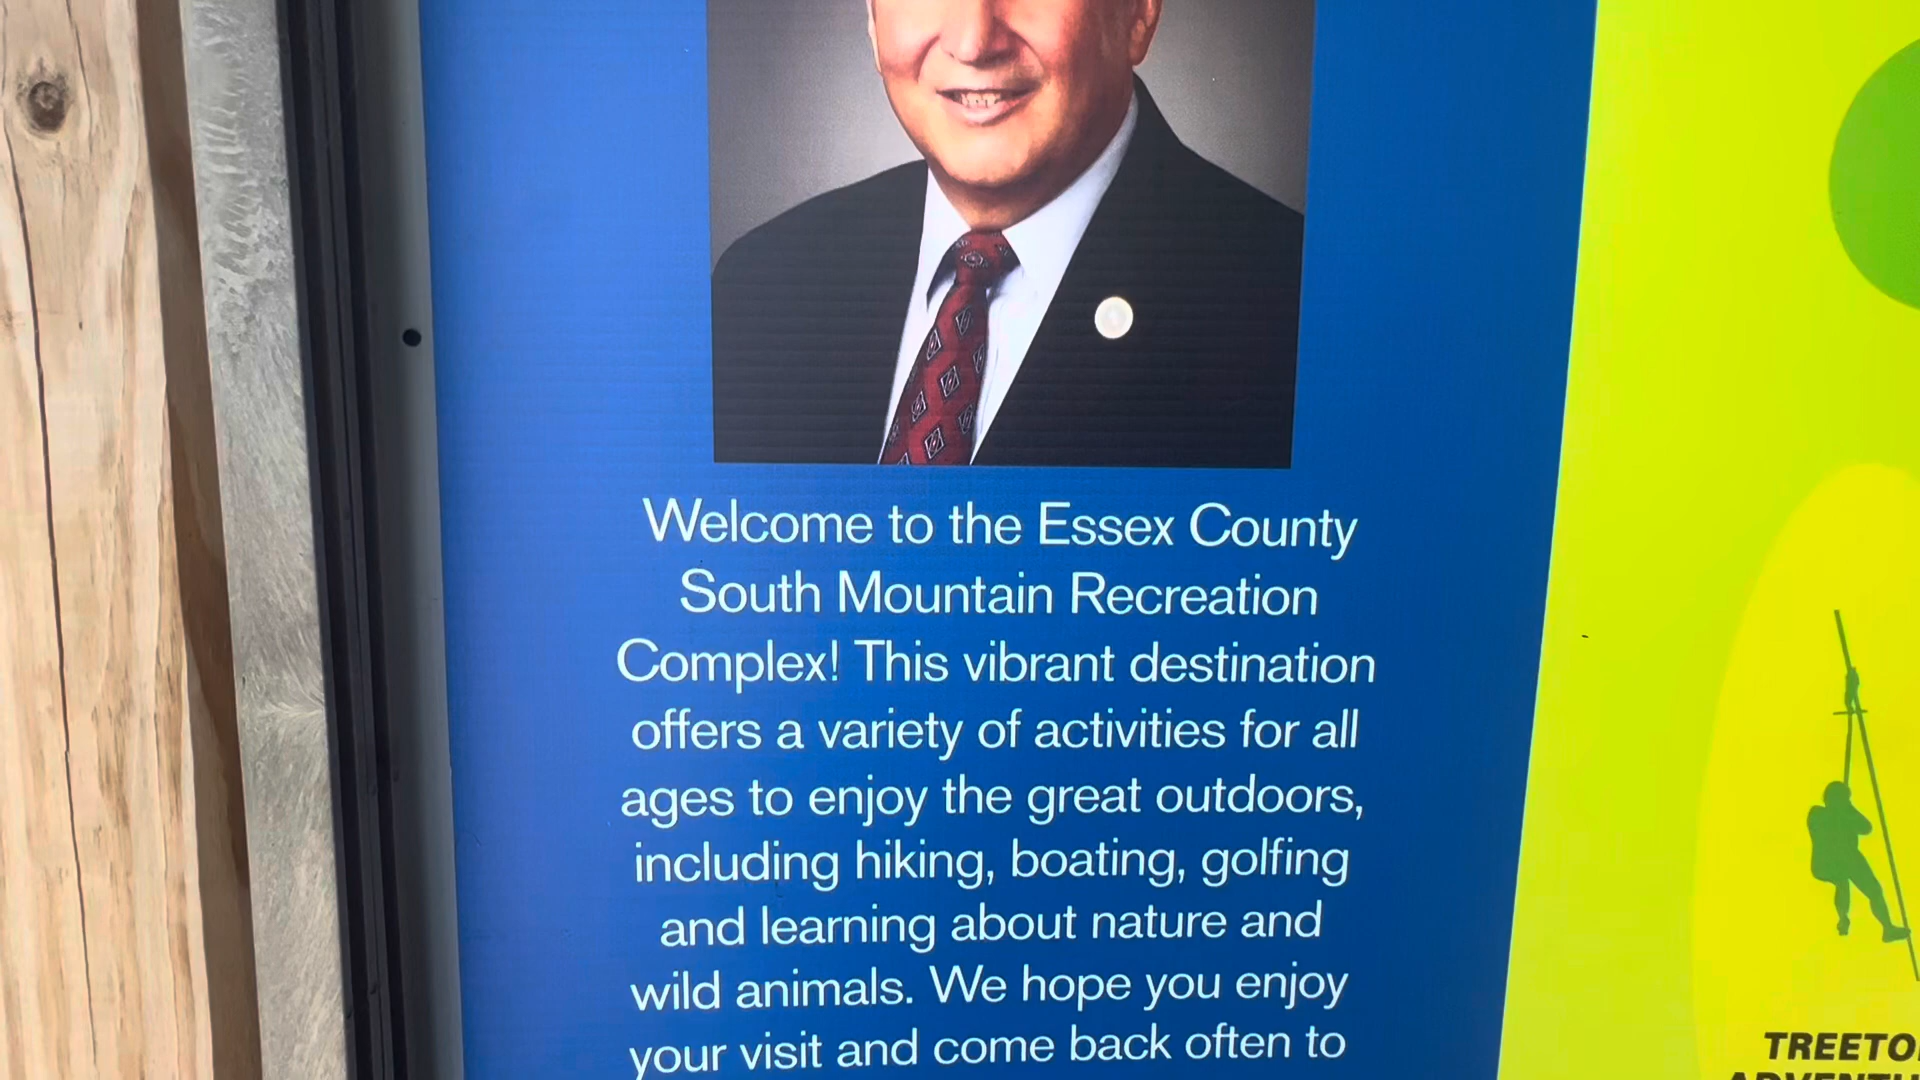 Welcome to the Essex County
South Mountain Recreation
Complex! This vibrant destination
offers a variety of activities for all
ages to enjoy the great outdoors,
including hiking, boating, golfing
and learning about nature and
wild animals. We hope you enjoy
your visit and come back often to